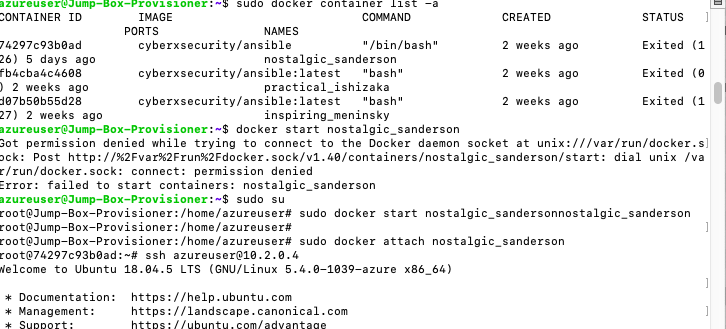 azureuser@Jump-Box-Provisioner:~$ sudo docker container list -a
CONTAINER ID IMAGE COMMAND CREATED STATUS
PORTS NAMES
74297c93b0ad cyberxsecurity/ansible "/bin/bash" 2 weeks ago Exited (1
26) 5 days ago nostalgic_sanderson
fb4cba4c4608 cyberxsecurity/ansible:latest "bash" 2 weeks ago Exited (0
) 2 weeks ago practical_ishizaka
d07b50b55d28 cyberxsecurity/ansible:latest "bash" 2 weeks ago Exited (1
27) 2 weeks ago inspiring_meninsky
azureuser@Jump-Box-Provisioner:~$ docker start nostalgic_sanderson
Got permission denied while trying to connect to the Docker daemon socket at unix:///var/run/docker.s
ock: Post http://%2Fvar%2Frun%2Fdocker.sock/v1.40/containers/nostalgic_sanderson/start: dial unix /va
r/run/docker.sock: connect: permission denied
Error: failed to start containers: nostalgic_sanderson
azureuser@Jump-Box-Provisioner:~$ sudo su
root@Jump-Box-Provisioner:/home/azureuser# sudo docker start nostalgic_sandersonnostalgic_sanderson
root@Jump-Box-Provisioner:/home/azureuser#
root@Jump-Box-Provisioner:/home/azureuser# sudo docker attach nostalgic_sanderson
root@74297c93b0ad:~# ssh azureuser@10.2.0.4
Welcome to Ubuntu 18.04.5 LTS (GNU/Linux 5.4.0-1039-azure x86_64)
* Documentation: https://help.ubuntu.com
* Management: https://landscape.canonical.com
* Support: https://ubuntu.com/advantage